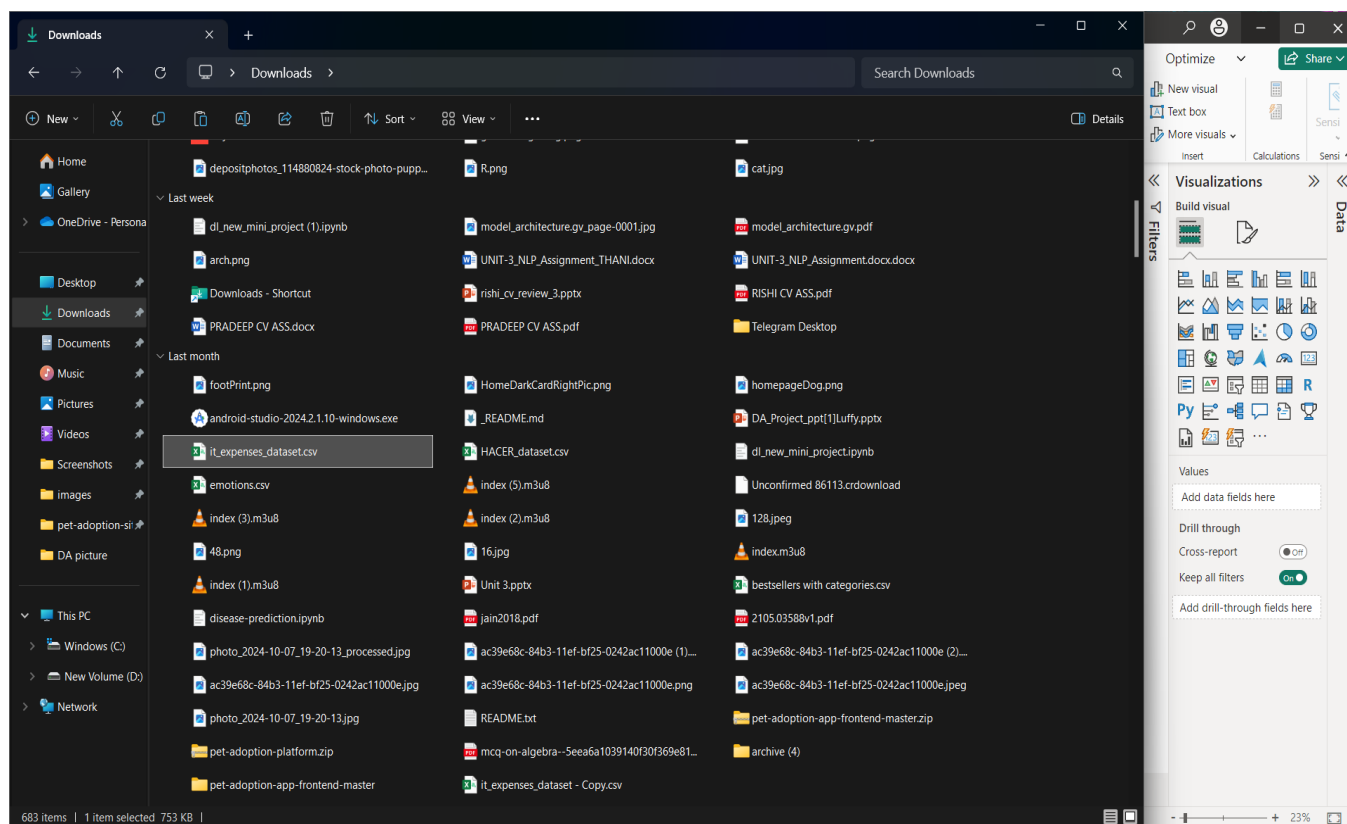 Downloads
Downloads
Search Downloads
New
Sort
View
Details
Home
Gallery
OneDrive - Persona
Desktop
Downloads
Documents
Music
Pictures
Videos
Screenshots
images
pet-adoption-sit
DA picture
This PC
Windows (C:)
New Volume (D:)
Network
depositphotos_114880824-stock-photo-pupp...
R.png
cat.jpg
Last week
dl_new_mini_project (1).ipynb
model_architecture.gv_page-0001.jpg
model_architecture.gv.pdf
arch.png
UNIT-3_NLP_Assignment_THANI.docx
UNIT-3_NLP_Assignment.docx.docx
Downloads - Shortcut
rishi_cv_review_3.pptx
RISHI CV ASS.pdf
PRADEEP CV ASS.docx
PRADEEP CV ASS.pdf
Telegram Desktop
Last month
footPrint.png
HomeDarkCardRightPic.png
homepageDog.png
android-studio-2024.2.1.10-windows.exe
_README.md
DA_Project_ppt[1]Luffy.pptx
it_expenses_dataset.csv
HACER_dataset.csv
dl_new_mini_project.ipynb
emotions.csv
index (5).m3u8
Unconfirmed 86113.crdownload
index (3).m3u8
index (2).m3u8
128.jpeg
48.png
16.jpg
index.m3u8
index (1).m3u8
Unit 3.pptx
bestsellers with categories.csv
disease-prediction.ipynb
jain2018.pdf
2105.03588v1.pdf
photo_2024-10-07_19-20-13_processed.jpg
ac39e68c-84b3-11ef-bf25-0242ac11000e (1)....
ac39e68c-84b3-11ef-bf25-0242ac11000e (2)....
ac39e68c-84b3-11ef-bf25-0242ac11000e.jpg
ac39e68c-84b3-11ef-bf25-0242ac11000e.png
ac39e68c-84b3-11ef-bf25-0242ac11000e.jpeg
photo_2024-10-07_19-20-13.jpg
README.txt
pet-adoption-app-frontend-master.zip
pet-adoption-platform.zip
mcq-on-algebra--5eea6a1039140f30f369e81...
archive (4)
pet-adoption-app-frontend-master
it_expenses_dataset - Copy.csv
683 items | 1 item selected 753 KB |
Optimize
Share
New visual
Text box
More visuals
Sensi
Insert
Calculations
Sensi
Filters
Visualizations
Data
Build visual
123
R
Py
123
Values
Add data fields here
Drill through
Cross-report
Off
Keep all filters
On
Add drill-through fields here
23%